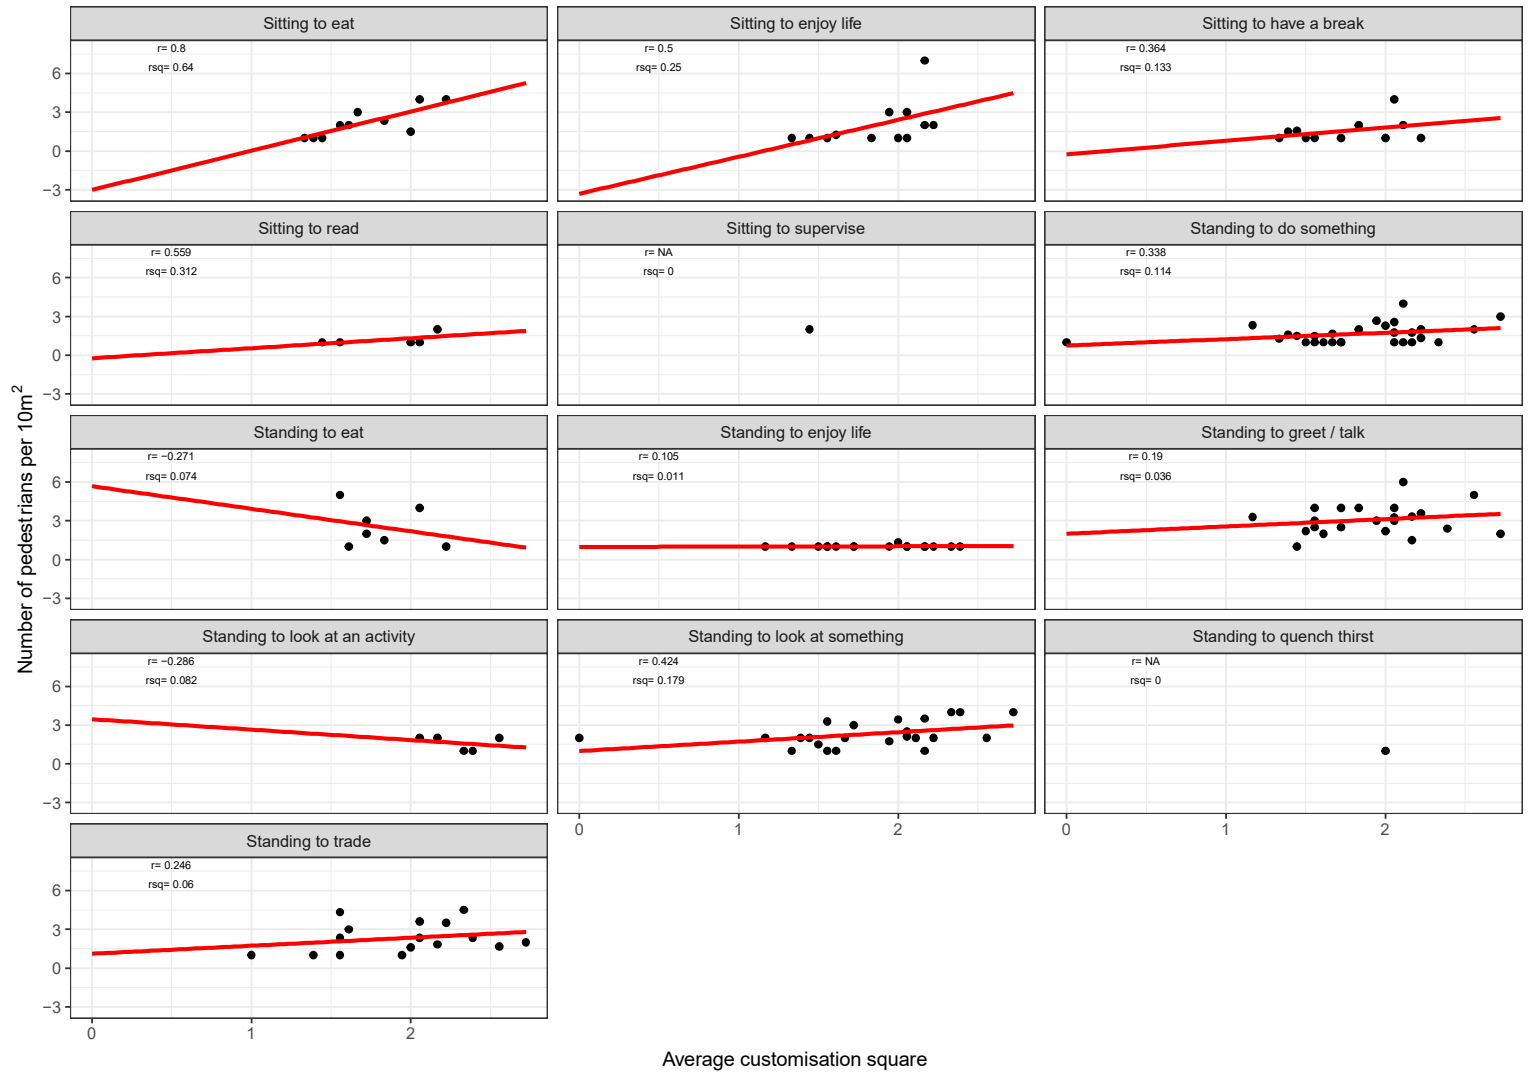 Sitting to eat
r= 0.8
rsq= 0.64
6
3
0
−3
Sitting to enjoy life
r= 0.5
rsq= 0.25
Sitting to have a break
r= 0.364
rsq= 0.133
Sitting to read
r= 0.559
rsq= 0.312
6
3
0
−3
Sitting to supervise
r= NA
rsq= 0
Standing to do something
r= 0.338
rsq= 0.114
Number of pedestrians per 10m²
Standing to eat
r= −0.271
rsq= 0.074
6
3
0
−3
Standing to enjoy life
r= 0.105
rsq= 0.011
Standing to greet / talk
r= 0.19
rsq= 0.036
Standing to look at an activity
r= −0.286
rsq= 0.082
6
3
0
−3
Standing to look at something
r= 0.424
rsq= 0.179
0 1 2
Standing to quench thirst
r= NA
rsq= 0
0 1 2
Standing to trade
r= 0.246
rsq= 0.06
6
3
0
−3
0 1 2
Average customisation square